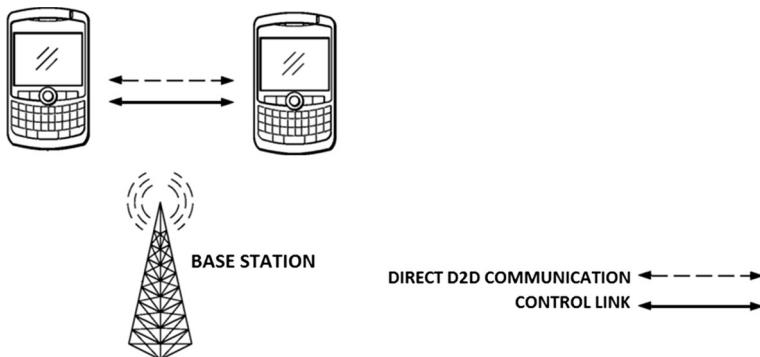 BASE STATION
DIRECT D2D COMMUNICATION
CONTROL LINK